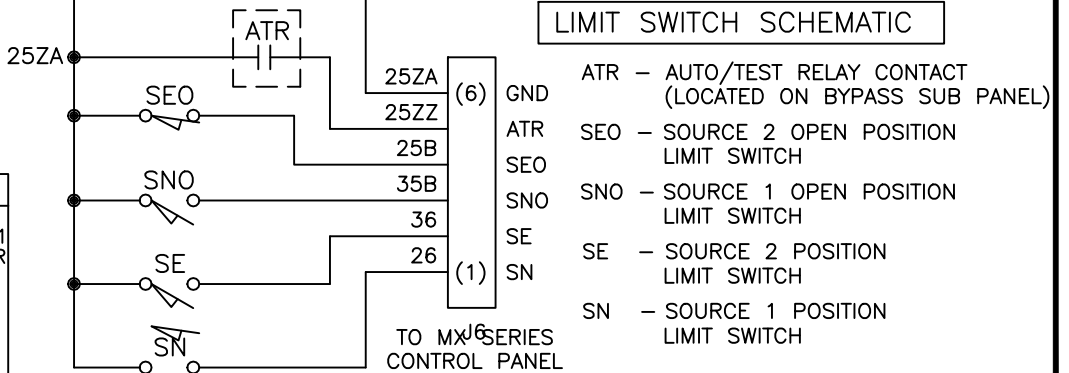 LIMIT SWITCH SCHEMATIC
ATR
25ZA
SEO
SNO
SE
SN
25ZA
25ZZ
25B
35B
36
26
(6)
(1)
GND
ATR
SEO
SNO
SE
SN
J6
TO MX SERIES
CONTROL PANEL
ATR – AUTO/TEST RELAY CONTACT
(LOCATED ON BYPASS SUB PANEL)
SEO – SOURCE 2 OPEN POSITION
LIMIT SWITCH
SNO – SOURCE 1 OPEN POSITION
LIMIT SWITCH
SE – SOURCE 2 POSITION
LIMIT SWITCH
SN – SOURCE 1 POSITION
LIMIT SWITCH